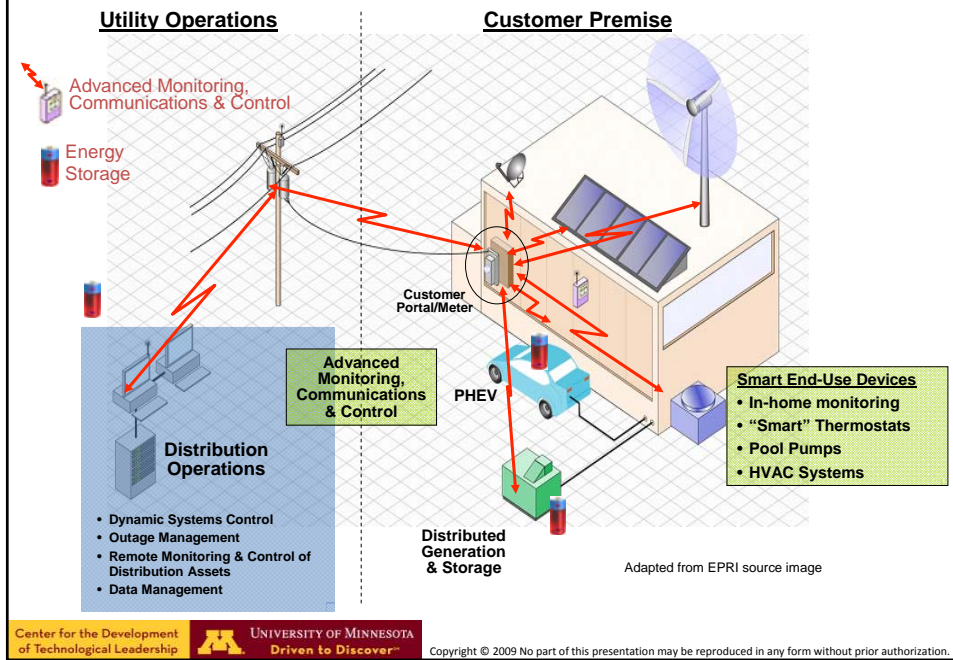 Utility Operations
Customer Premise
Advanced Monitoring,
Communications & Control
Energy
Storage
Customer
Portal/Meter
Advanced
Monitoring,
Communications
& Control
PHEV
Smart End-Use Devices
• In-home monitoring
• “Smart” Thermostats
• Pool Pumps
• HVAC Systems
Distribution
Operations
• Dynamic Systems Control
• Outage Management
• Remote Monitoring & Control of
Distribution Assets
• Data Management
Distributed
Generation
& Storage
Adapted from EPRI source image
Center for the Development
of Technological Leadership
M
UNIVERSITY OF MINNESOTA
Driven to Discover℠
Copyright © 2009 No part of this presentation may be reproduced in any form without prior authorization.